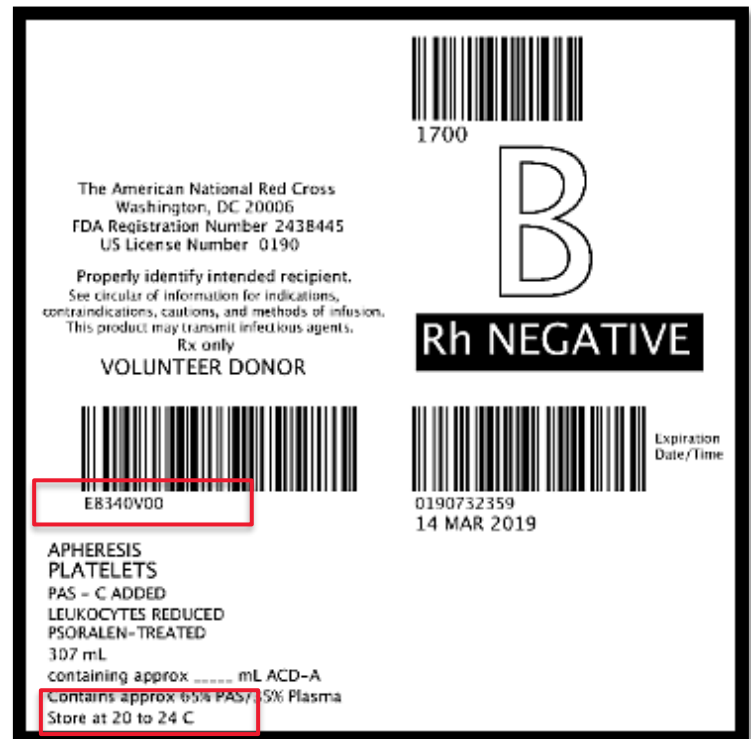 1700
The American National Red Cross
Washington, DC 20006
FDA Registration Number 2438445
US License Number 0190
Properly identify intended recipient.
See circular of information for indications,
contraindications, cautions, and methods of infusion.
This product may transmit infectious agents.
Rx only
VOLUNTEER DONOR
B
Rh NEGATIVE
E8340V00
Expiration
Date/Time
0190732359
14 MAR 2019
APHERESIS
PLATELETS
PAS - C ADDED
LEUKOCYTES REDUCED
PSORALEN-TREATED
307 mL
containing approx _____ mL ACD-A
Contains approx 65% PAS/35% Plasma
Store at 20 to 24 C